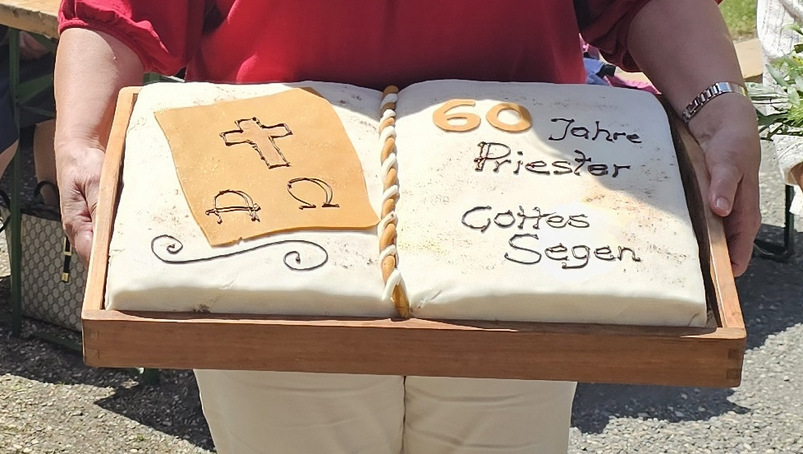 Α Ω
60 Jahre
Priester
Gottes
Segen